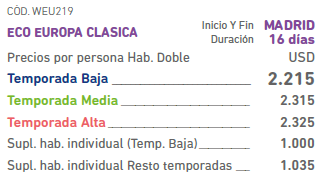 CÓD. WEU219
ECO EUROPA CLASICA
Inicio Y Fin MADRID
Duración 16 días
Precios por persona Hab. Doble USD
Temporada Baja 2.215
Temporada Media 2.315
Temporada Alta 2.325
Supl. hab. individual (Temp. Baja) 1.000
Supl. hab. individual Resto temporadas 1.035